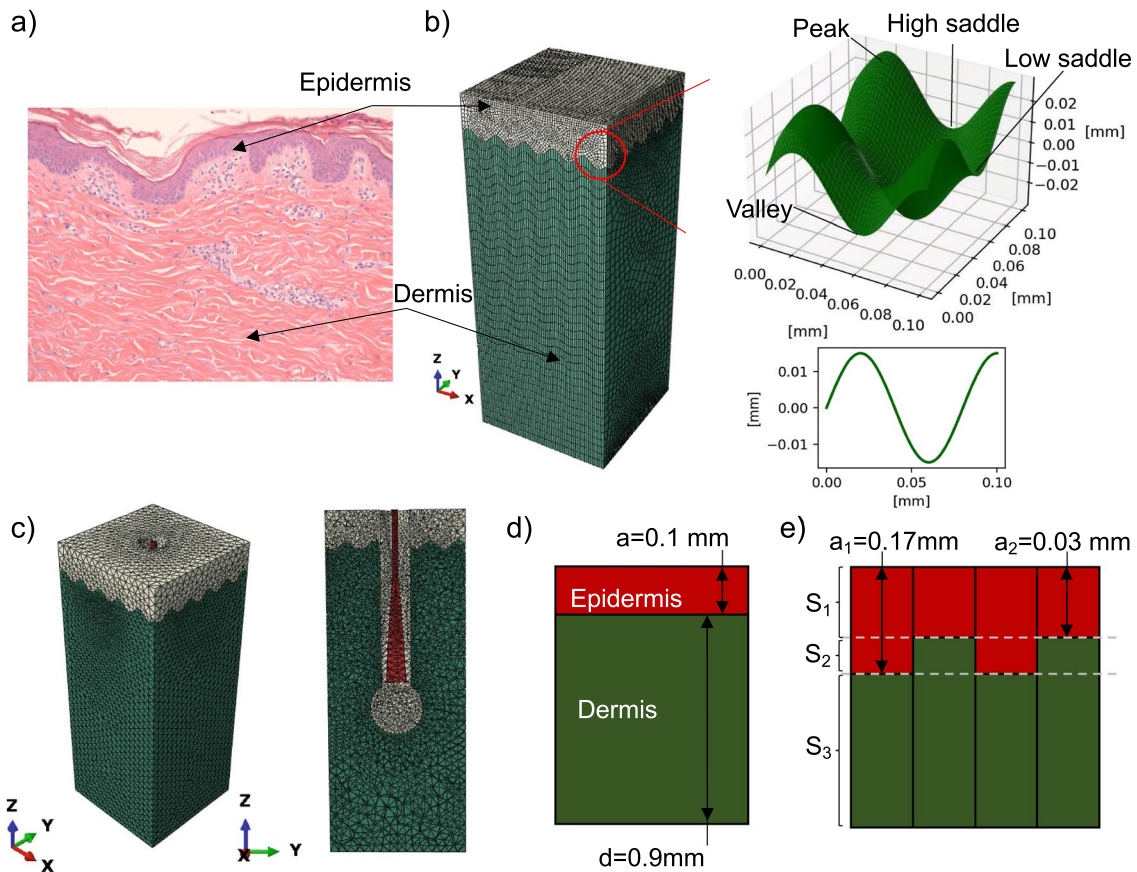 a)
b)
Epidermis
Dermis
Z
Y
X
Peak
High saddle
Low saddle
Valley
0.02
0.01
0.00
−0.01
−0.02
[mm]
0.00
0.02
0.04
0.06
0.08
0.10
[mm]
0.00
0.02
0.04
0.06
0.08
0.10
[mm]
0.01
0.00
−0.01
[mm]
0.00
0.05
0.10
[mm]
c)
Z
Y
X
Z
Y
X
d)
a=0.1 mm
Epidermis
Dermis
d=0.9mm
e)
a₁=0.17mm
a₂=0.03 mm
S₁
S₂
S₃